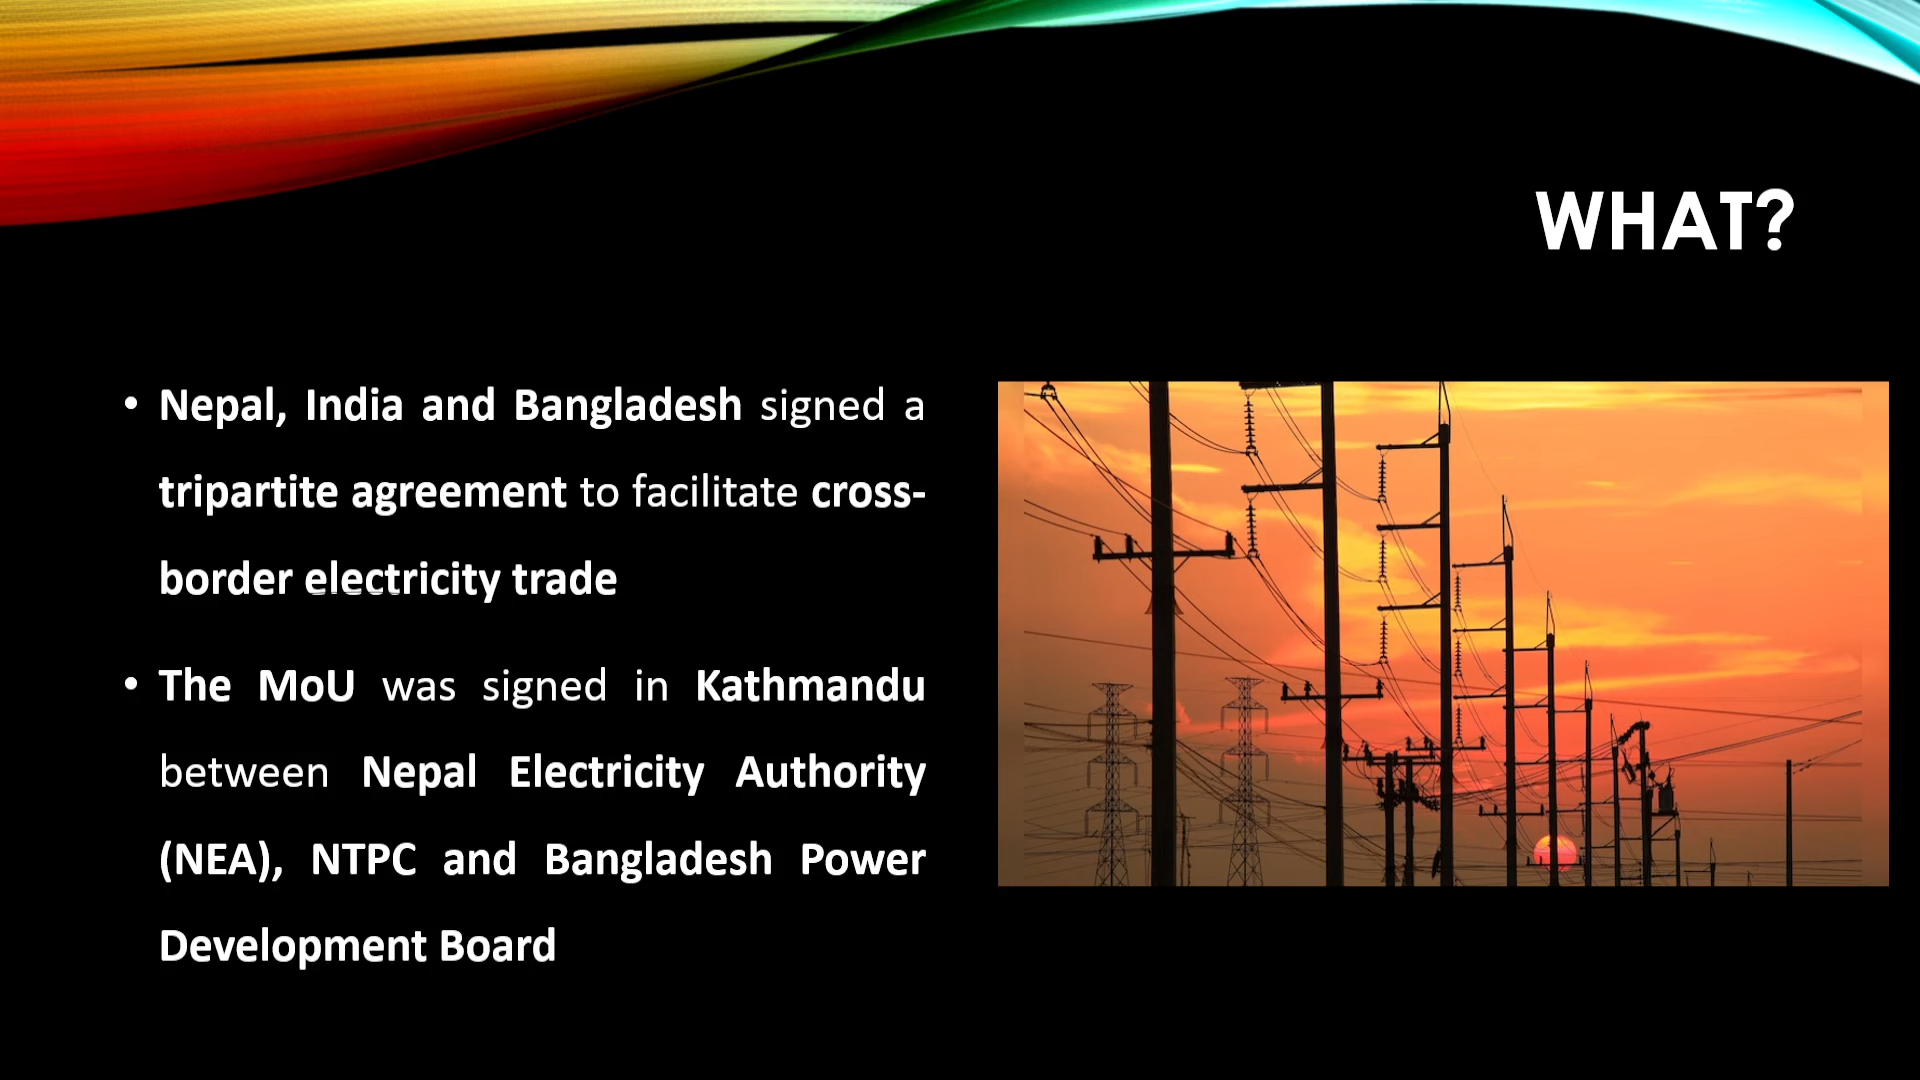 WHAT?
• Nepal, India and Bangladesh signed a
tripartite agreement to facilitate cross-
border electricity trade
• The MoU was signed in Kathmandu
between Nepal Electricity Authority
(NEA), NTPC and Bangladesh Power
Development Board